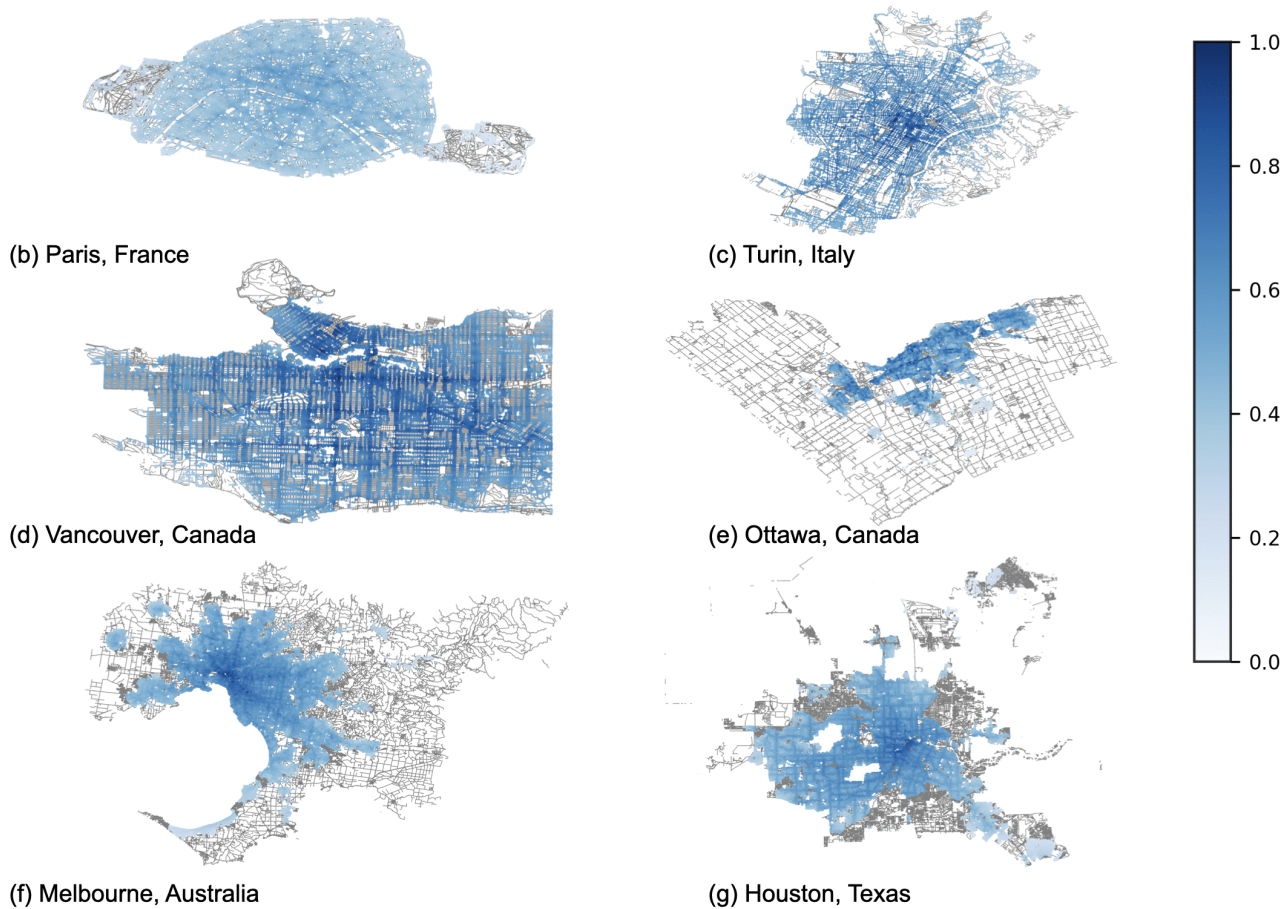 1.0
0.8
0.6
0.4
0.2
0.0
(b) Paris, France
(c) Turin, Italy
(d) Vancouver, Canada
(e) Ottawa, Canada
(f) Melbourne, Australia
(g) Houston, Texas